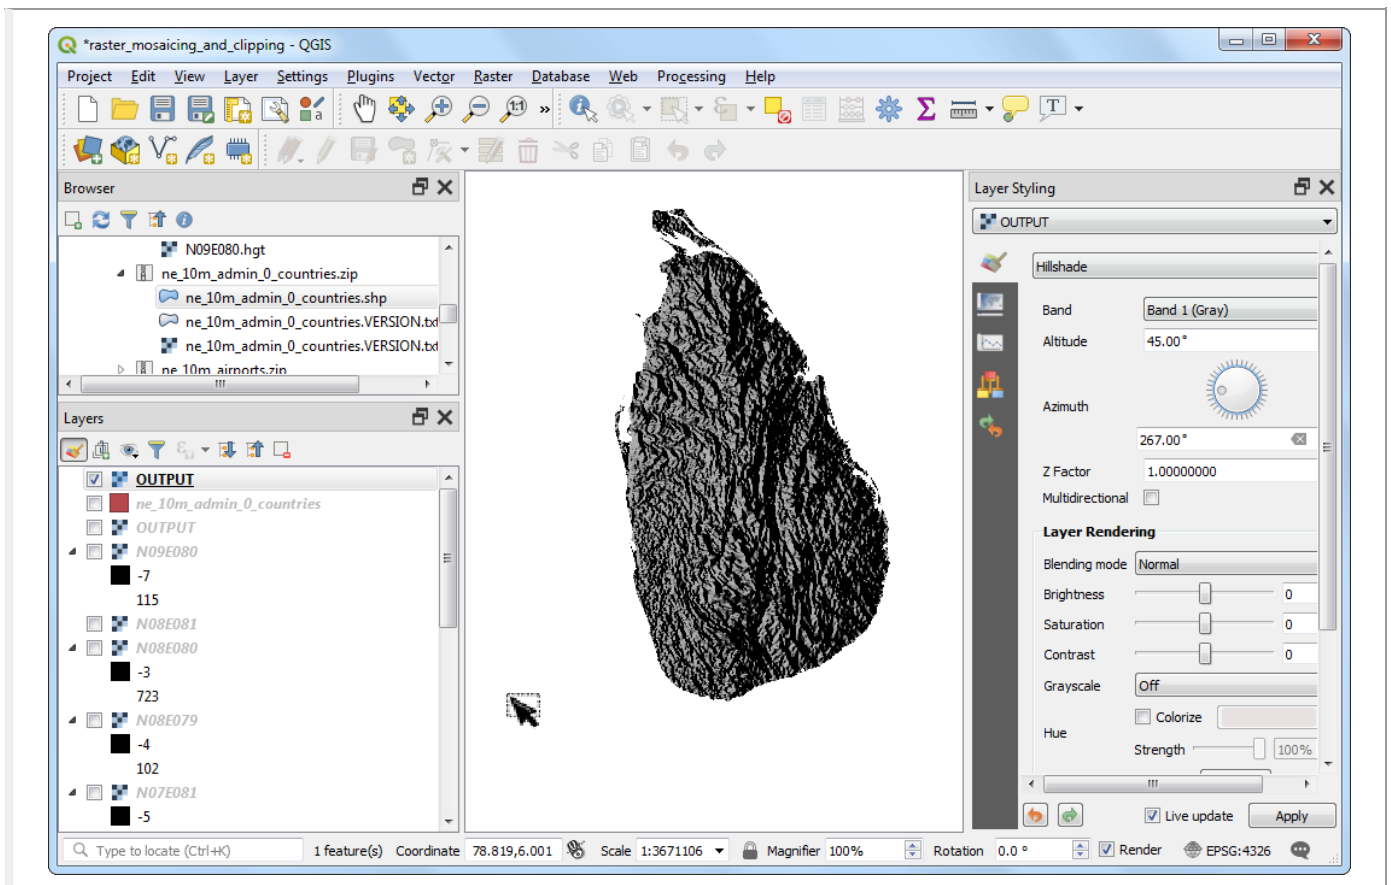 *raster_mosaicing_and_clipping - QGIS
Project Edit View Layer Settings Plugins Vector Raster Database Web Processing Help
Browser
N09E080.hgt
ne_10m_admin_0_countries.zip
ne_10m_admin_0_countries.shp
ne_10m_admin_0_countries.VERSION.txt
ne_10m_admin_0_countries.VERSION.txt
ne_10m_airports.zip
Layers
OUTPUT
ne_10m_admin_0_countries
OUTPUT
N09E080
-7
115
N08E081
N08E080
-3
723
N08E079
-4
102
N07E081
-5
Layer Styling
OUTPUT
Hillshade
Band Band 1 (Gray)
Altitude 45.00°
Azimuth
267.00°
Z Factor 1.00000000
Multidirectional
Layer Rendering
Blending mode Normal
Brightness 0
Saturation 0
Contrast 0
Grayscale Off
Hue Colorize
Strength 100%
Live update Apply
Type to locate (Ctrl+K) 1 feature(s) Coordinate 78.819,6.001 Scale 1:3671106 Magnifier 100% Rotation 0.0 ° Render EPSG:4326